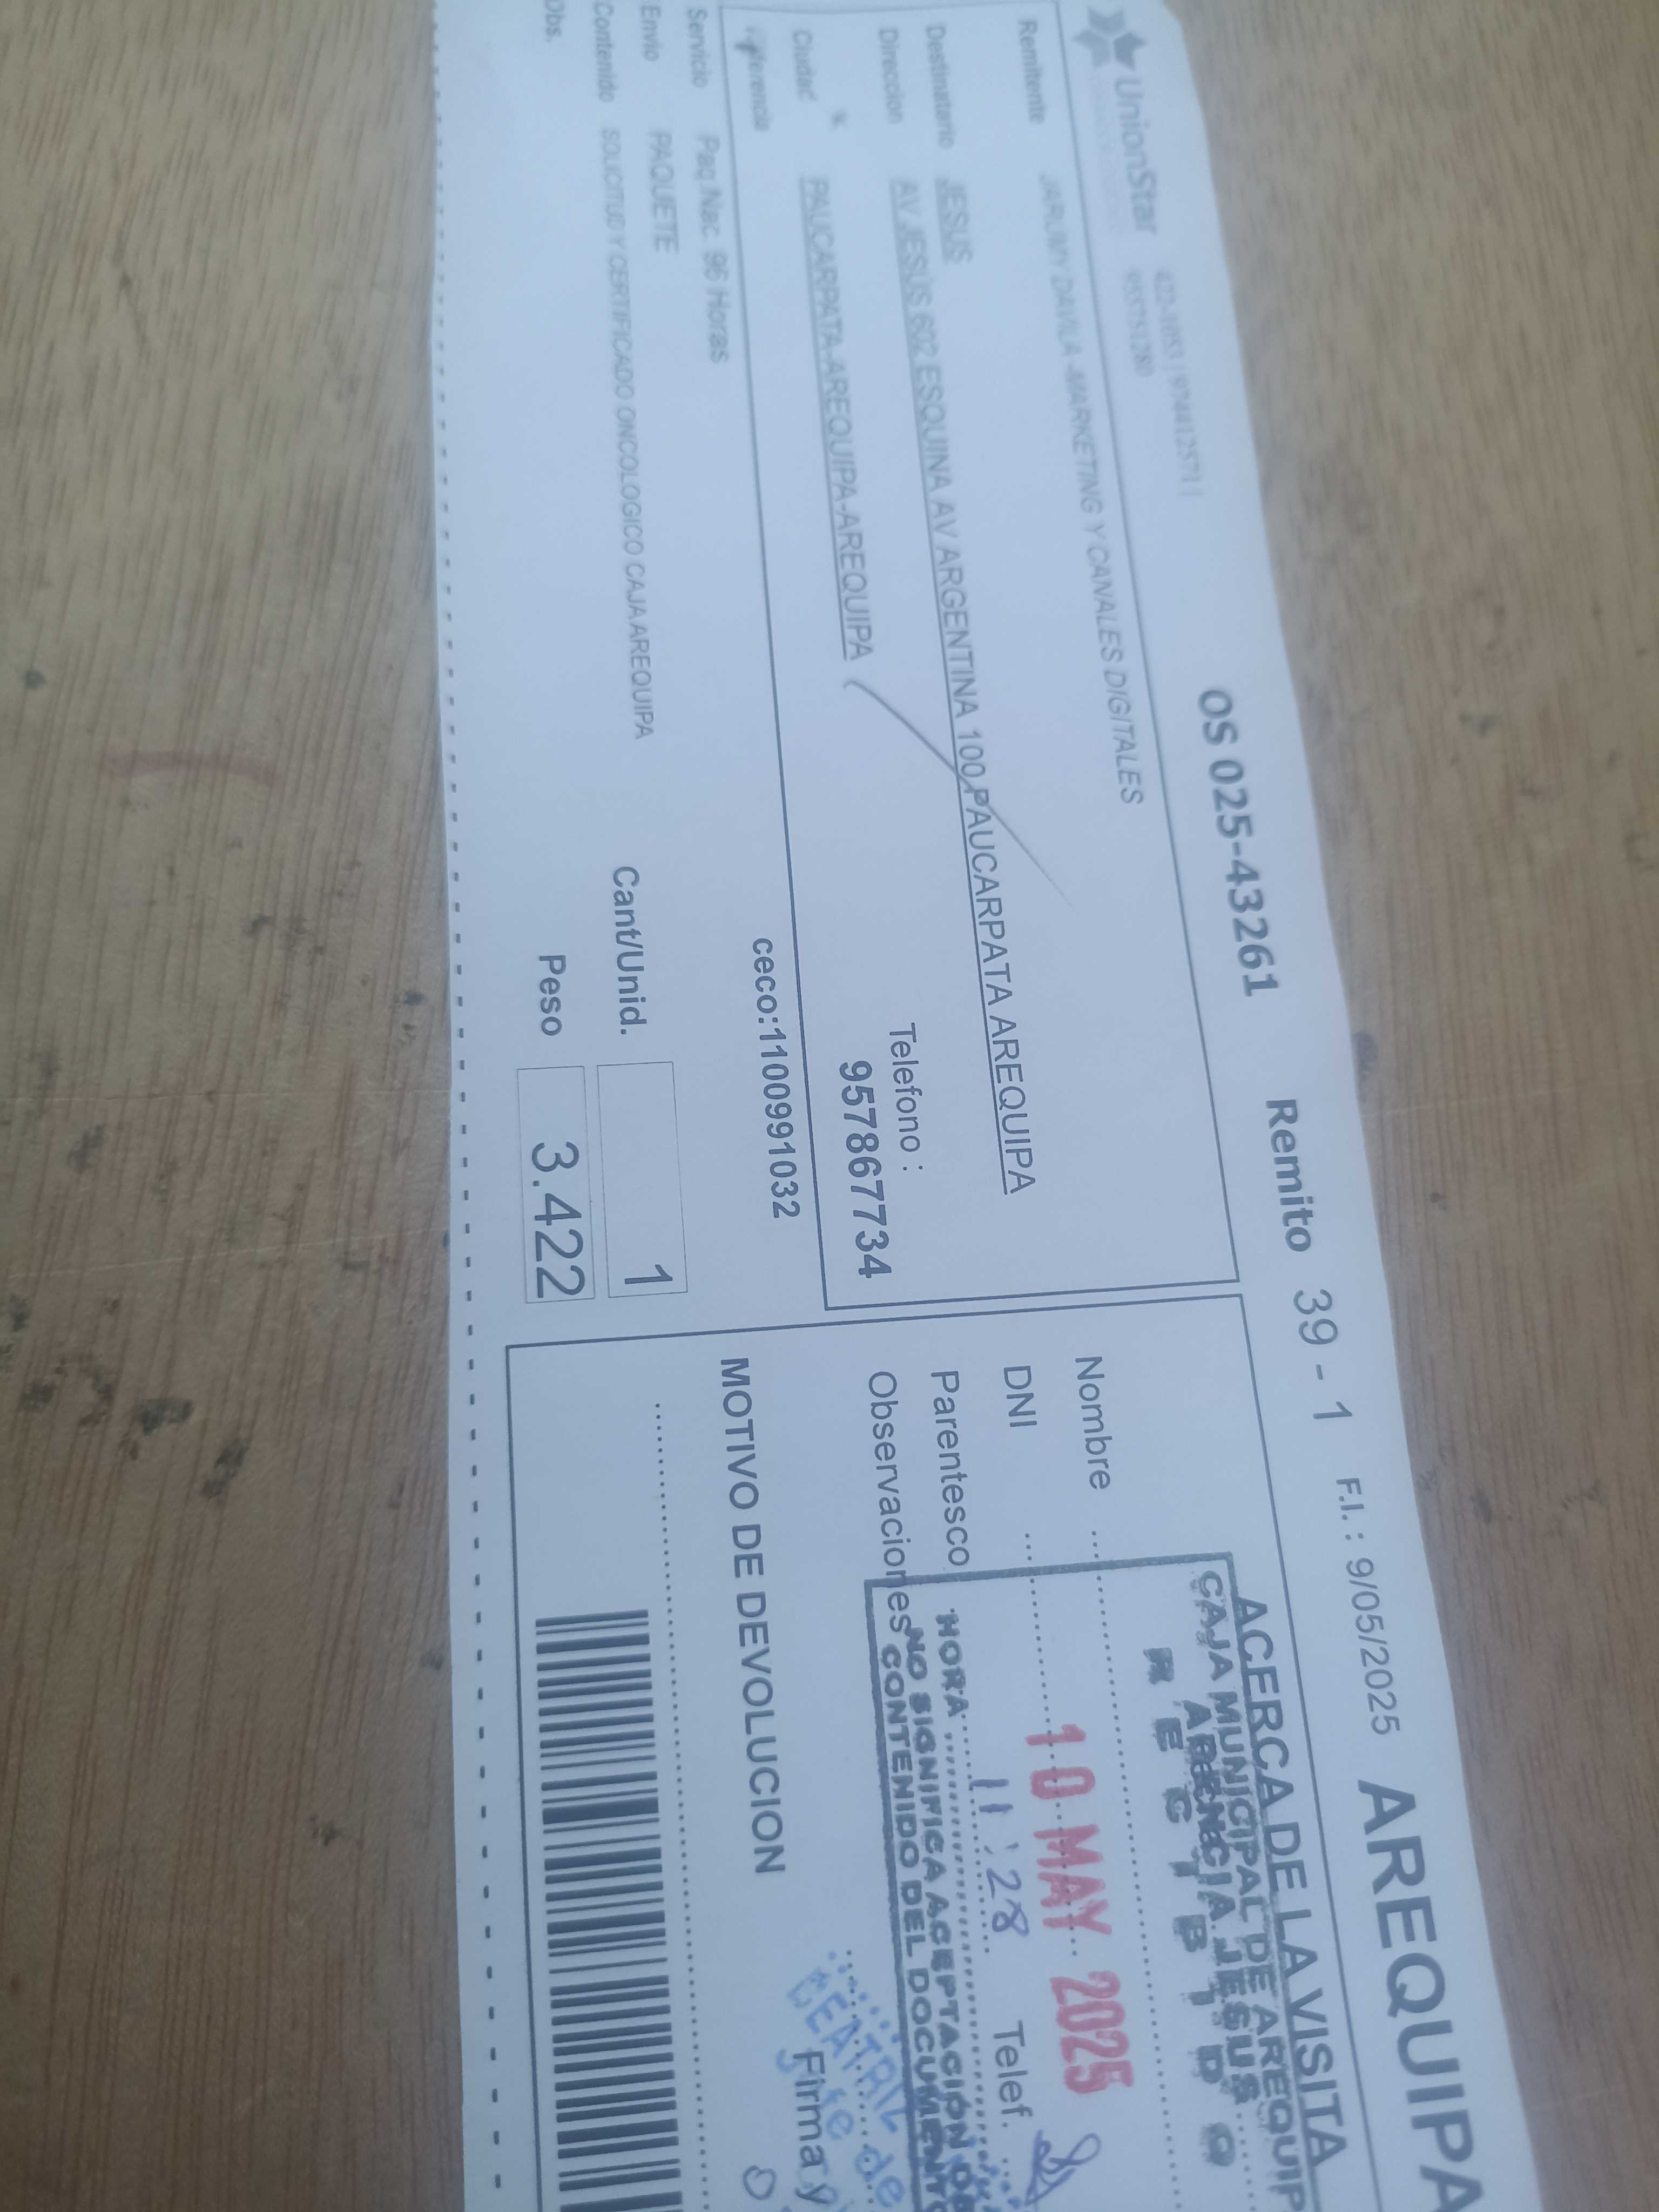 UnionStar
OS 025-43261 Remito 39 - 1 F.I. : 9/05/2025 AREQUIPA
Remitente JARUMY DAVILA -MARKETING Y CANALES DIGITALES
Destinatario JESUS
Direccion AV JESUS 602 ESQUINA AV ARGENTINA 100 PAUCARPATA AREQUIPA
Telefono :
Ciudad PAUCARPATA-AREQUIPA-AREQUIPA 957867734
ceco:1100991032
Servicio Paq.Nac. 96 Horas
Envio PAQUETE
Contenido SOLICITUD Y CERTIFICADO ONCOLOGICO CAJA AREQUIPA
Cant/Unid. 1
Obs.
Peso 3.422
ACERCA DE LA VISITA
CAJA MUNICIPAL DE AREQUIP
AGENCIA JESUS
RECIBIDO
Nombre
10 MAY 2025
DNI
Telef.
Parentesco
HORA 11:28
Observaciones
NO SIGNIFICA ACEPTACIÓN DE
CONTENIDO DEL DOCUMENTO
MOTIVO DE DEVOLUCION
Firma y